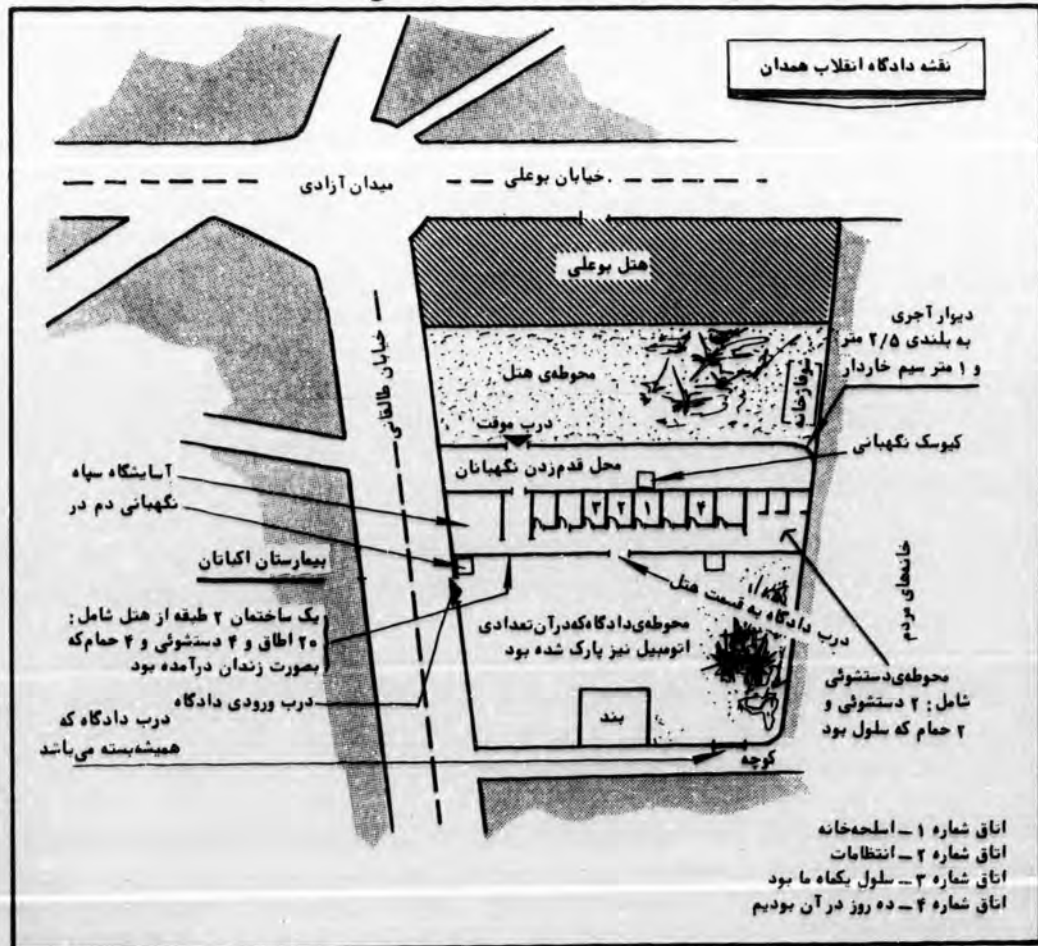 نقشه دادگاه انقلاب همدان
خیابان بوعلی
میدان آزادی
هتل بوعلی
دیوار آجری
به بلندی ۲/۵ متر
و ۱ متر سیم خاردار
خیابان طالقانی
محوطه‌ی هتل
شوفاژخانه
درب موقت
کیوسک نگهبانی
محل قدم‌زدن نگهبانان
آسایشگاه سپاه
نگهبانی دم در
۳
۲
۱
۴
بیمارستان اکباتان
خانه‌های مردم
درب دادگاه به قسمت هتل
یک ساختمان ۲ طبقه از هتل شامل:
۲۰ اطاق و ۴ دستشوئی و ۴ حمام‌که
بصورت زندان درآمده بود
محوطه‌ی دادگاه‌که‌درآن‌تعدادی
اتومبیل نیز پارک شده بود
محوطه‌ی دستشوئی
شامل: ۲ دستشوئی و
۲ حمام که سلول بود
درب ورودی دادگاه
بند
درب دادگاه که
همیشه‌بسته می‌باشد
کوچه
اتاق شماره ۱ ــ اسلحه‌خانه
اتاق شماره ۲ ــ انتظامات
اتاق شماره ۳ ــ سلول یکماه ما بود
اتاق شماره ۴ ــ ده روز در آن بودیم